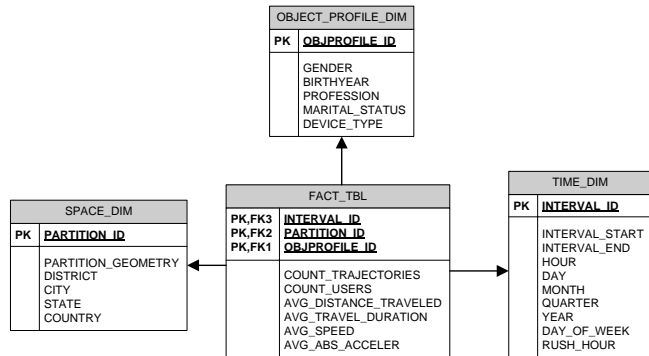 OBJECT_PROFILE_DIM
PK OBJPROFILE_ID
GENDER
BIRTHYEAR
PROFESSION
MARITAL_STATUS
DEVICE_TYPE
SPACE_DIM
PK PARTITION_ID
PARTITION_GEOMETRY
DISTRICT
CITY
STATE
COUNTRY
FACT_TBL
PK,FK3 INTERVAL_ID
PK,FK2 PARTITION_ID
PK,FK1 OBJPROFILE_ID
COUNT_TRAJECTORIES
COUNT_USERS
AVG_DISTANCE_TRAVELED
AVG_TRAVEL_DURATION
AVG_SPEED
AVG_ABS_ACCELER
TIME_DIM
PK INTERVAL_ID
INTERVAL_START
INTERVAL_END
HOUR
DAY
MONTH
QUARTER
YEAR
DAY_OF_WEEK
RUSH_HOUR